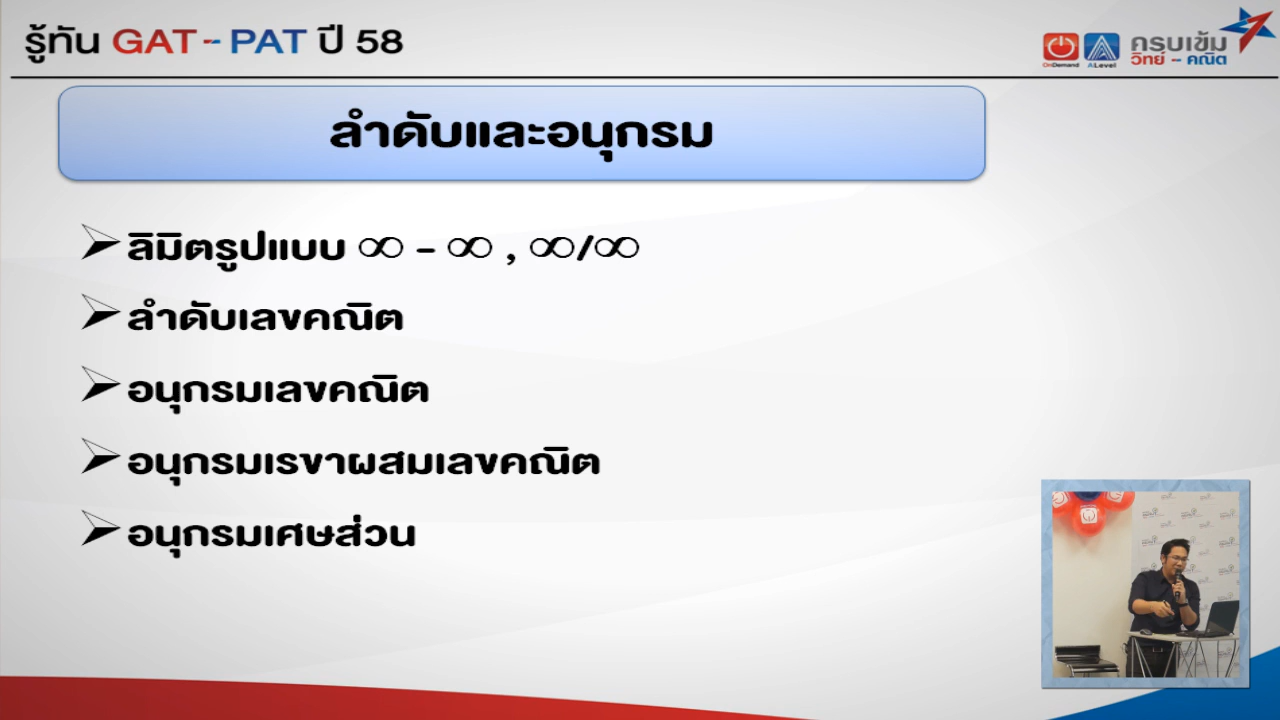 รู้ทัน GAT - PAT ปี 58
OnDemand
ALevel
ครบเข้ม
วิทย์ - คณิต
ลำดับและอนุกรม
ลิมิตรูปแบบ ∞ - ∞ , ∞/∞
ลำดับเลขคณิต
อนุกรมเลขคณิต
อนุกรมเรขาผสมเลขคณิต
อนุกรมเศษส่วน